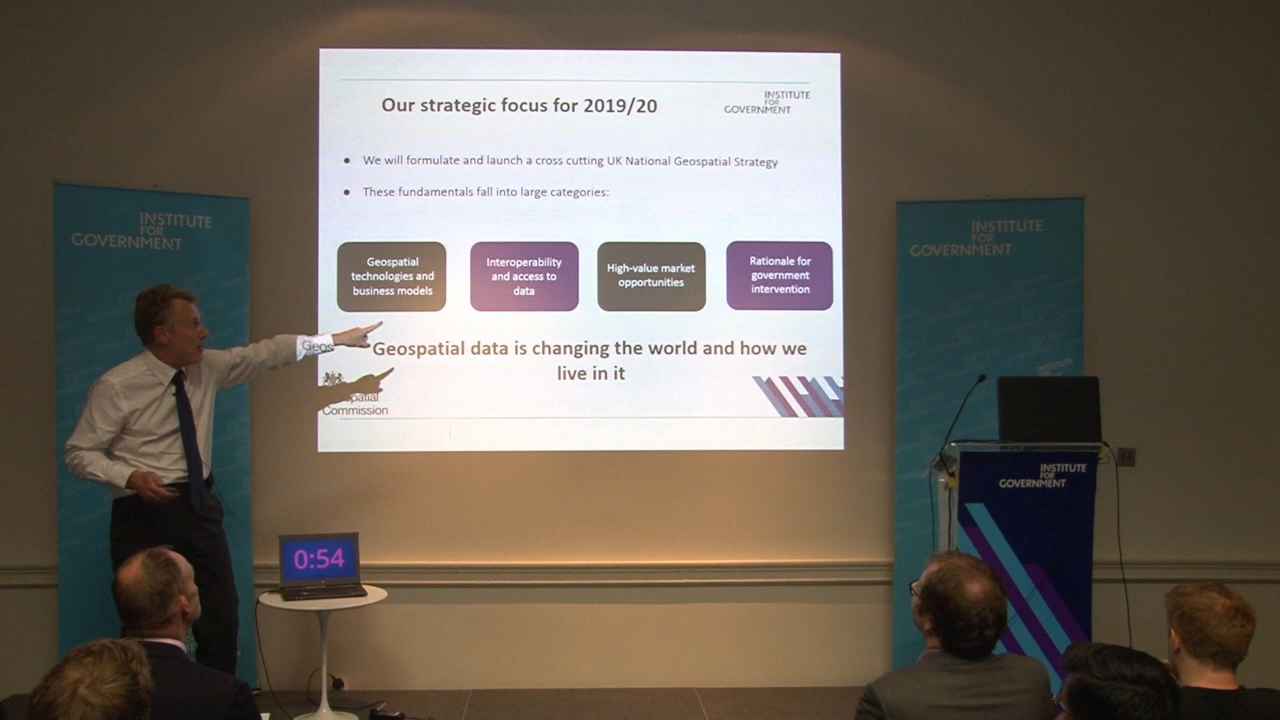 Our strategic focus for 2019/20
INSTITUTE
FOR
GOVERNMENT
● We will formulate and launch a cross cutting UK National Geospatial Strategy
● These fundamentals fall into large categories:
Geospatial
technologies and
business models
Interoperability
and access to
data
High-value market
opportunities
Rationale for
government
intervention
Geospatial data is changing the world and how we
live in it
Geos
Commission
INSTITUTE
FOR
GOVERNMENT
INSTITUTE
FOR
GOVERNMENT
INSTITUTE
FOR
GOVERNMENT
0:54